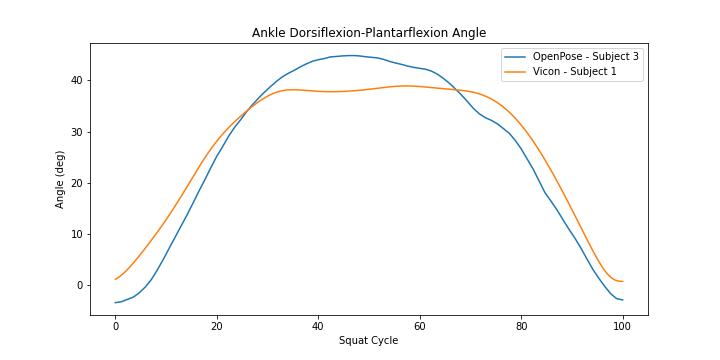 Ankle Dorsiflexion-Plantarflexion Angle
OpenPose - Subject 3
Vicon - Subject 1
Angle (deg)
40
30
20
10
0
0 20 40 60 80 100
Squat Cycle